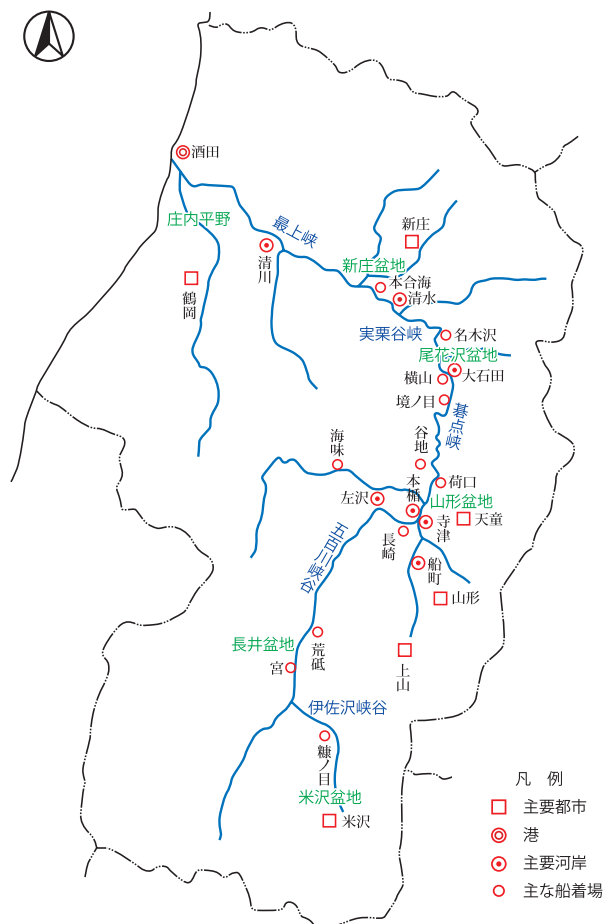 酒田
庄内平野
最上峡
新庄
清川
新庄盆地
本合海
清水
鶴岡
実栗谷峡
名木沢
尾花沢盆地
横山
大石田
境ノ目
碁点峡
谷地
海味
本楯
荷口
左沢
山形盆地
寺津
天童
長崎
五百川峡谷
船町
山形
長井盆地
荒砥
宮
上山
伊佐沢峡谷
糠ノ目
米沢盆地
米沢
凡 例
主要都市
港
主要河岸
主な船着場